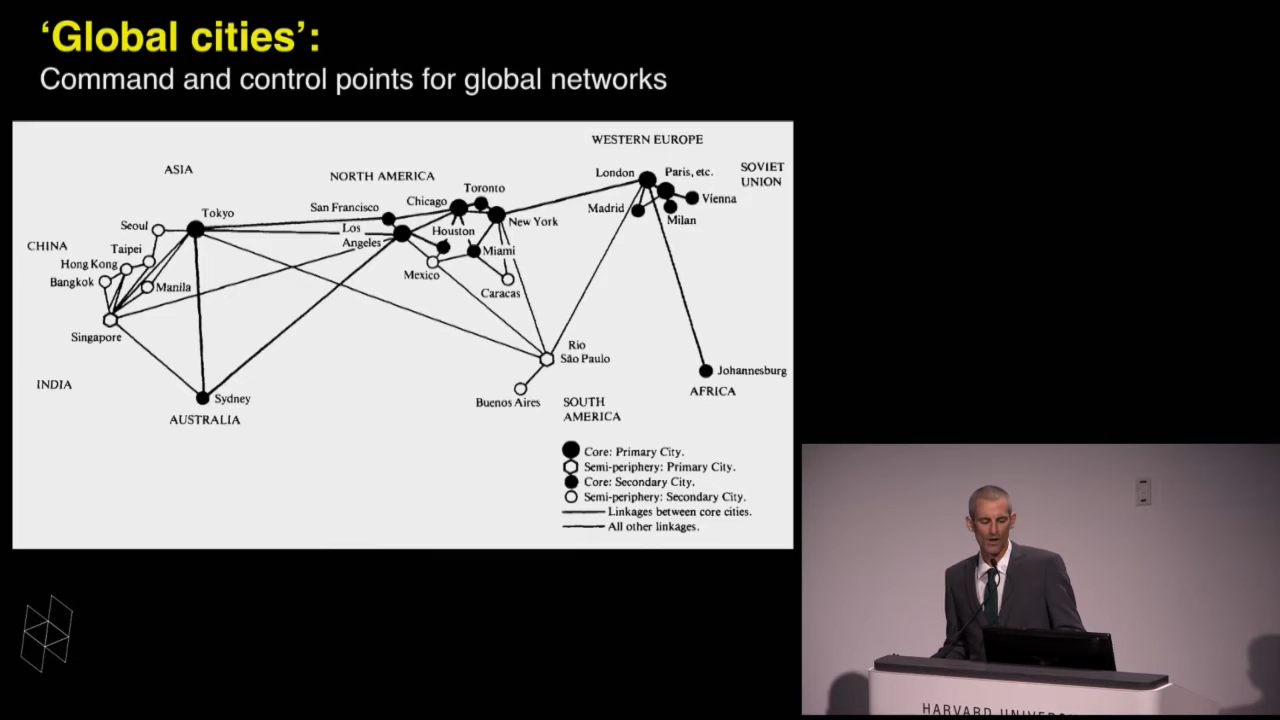 ‘Global cities’:
Command and control points for global networks
WESTERN EUROPE
ASIA
NORTH AMERICA
SOVIET
UNION
London
Paris, etc.
Toronto
Chicago
San Francisco
Tokyo
Vienna
Madrid
Milan
New York
Seoul
Los
Angeles
Houston
CHINA
Taipei
Miami
Hong Kong
Mexico
Bangkok
Manila
Caracas
Singapore
Rio
São Paulo
Johannesburg
INDIA
AFRICA
Sydney
Buenos Aires
SOUTH
AMERICA
AUSTRALIA
Core: Primary City.
Semi-periphery: Primary City.
Core: Secondary City.
Semi-periphery: Secondary City.
Linkages between core cities.
All other linkages.
HARVARD